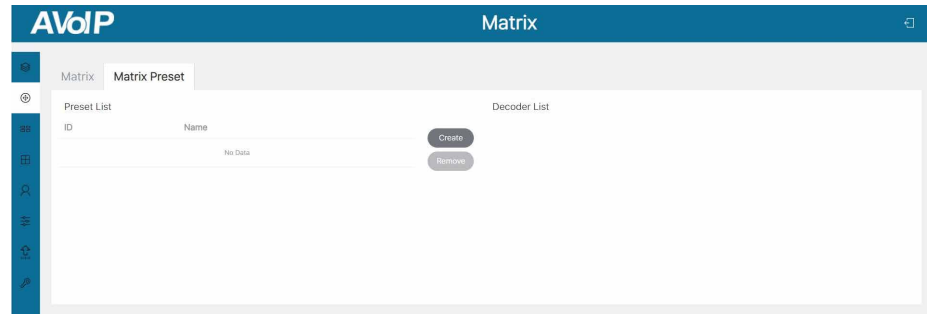 AVoIP
Matrix
Matrix
Matrix Preset
Preset List
Decoder List
ID
Name
Create
No Data
Remove